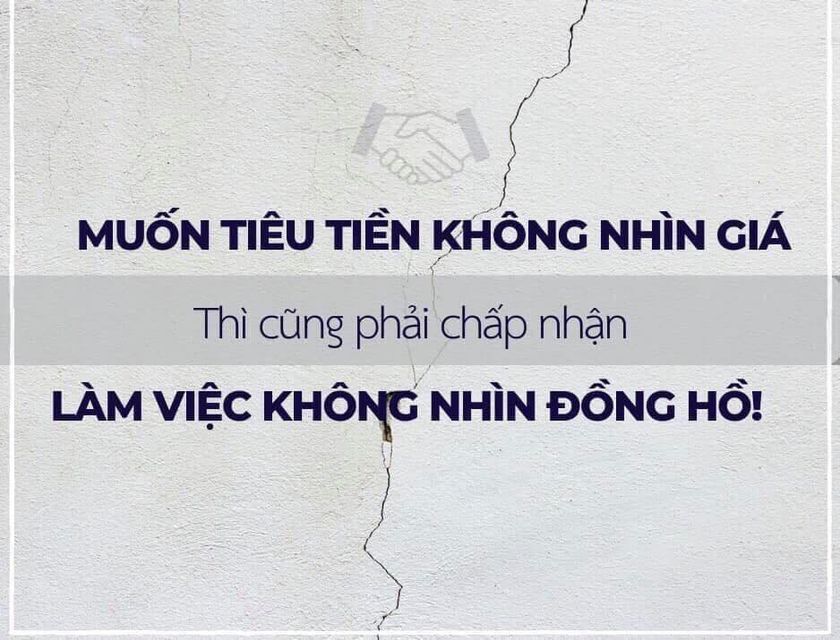 MUỐN TIÊU TIỀN KHÔNG NHÌN GIÁ
Thì cũng phải chấp nhận
LÀM VIỆC KHÔNG NHÌN ĐỒNG HỒ!